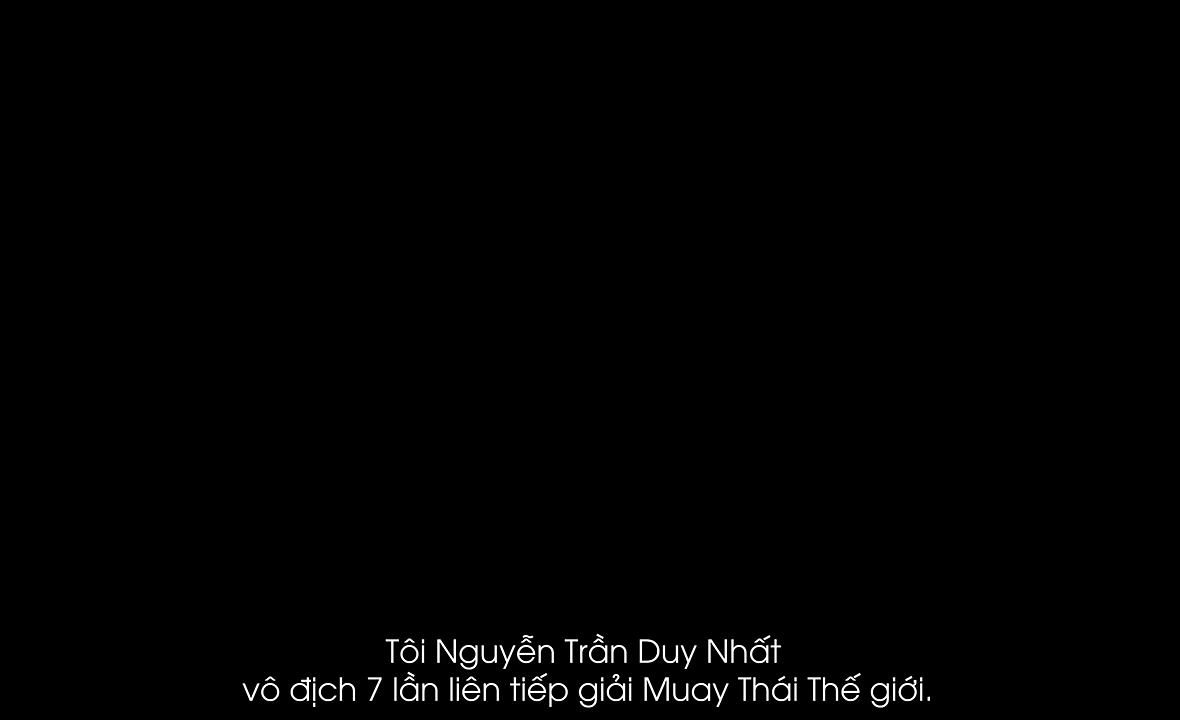 Tôi Nguyễn Trần Duy Nhất
vô địch 7 lần liên tiếp giải Muay Thái Thế giới.